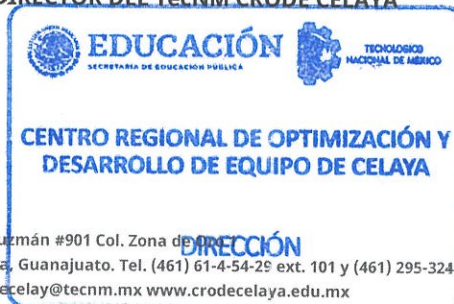 DIRECTOR DEL TecNM CRODE CELAYA
EDUCACIÓN
SECRETARÍA DE EDUCACIÓN PÚBLICA
TECNOLÓGICO
NACIONAL DE MÉXICO
CENTRO REGIONAL DE OPTIMIZACIÓN Y
DESARROLLO DE EQUIPO DE CELAYA
DIRECCIÓN
#901 Col. Zona de
Guanajuato. Tel. (461) 61-4-54-29 ext. 101 y (461) 295-324
ecelay@tecnm.mx www.crodecelaya.edu.mx